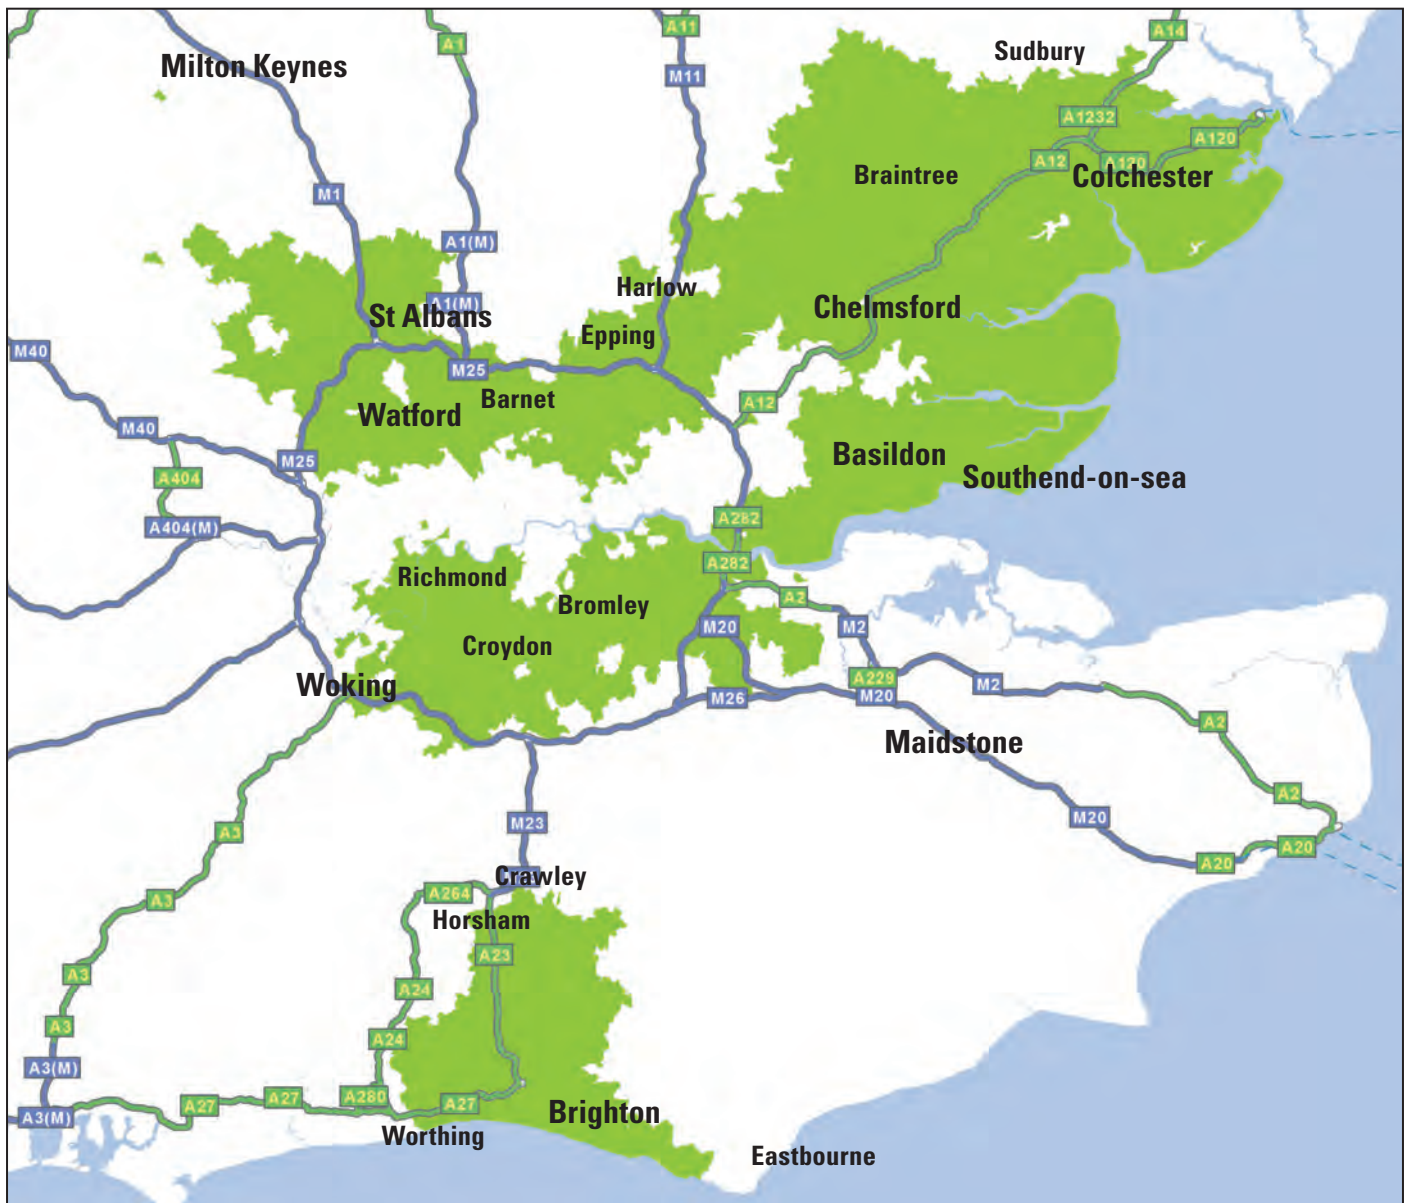 A11
A14
A1
Sudbury
Milton Keynes
M11
A1232
A120
A12
A120
Braintree
Colchester
M1
A1(M)
Harlow
A1(M)
St Albans
Chelmsford
Epping
M40
M25
Barnet
A12
Watford
M40
Basildon
M25
A404
Southend-on-sea
A282
A404(M)
A282
Richmond
A2
Bromley
M20
M2
Croydon
A229
Woking
M26
M20
M2
A2
Maidstone
A2
M20
M23
A3
A20
A20
Crawley
A264
A3
Horsham
A23
A3
A24
A3
A24
A3(M)
A280
A27
A27
A27
A3(M)
Brighton
Worthing
Eastbourne